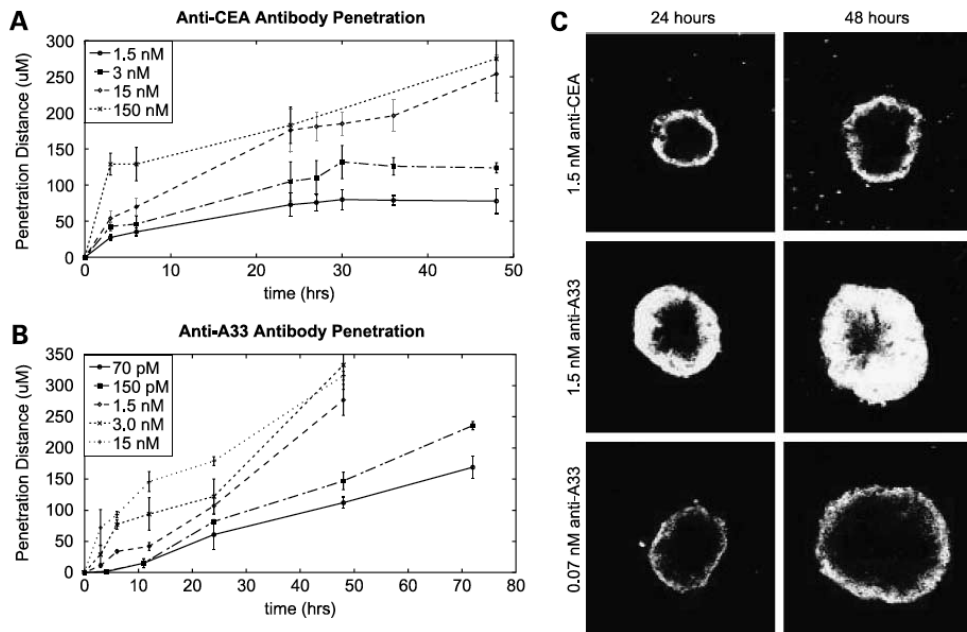 A
Anti-CEA Antibody Penetration
Penetration Distance (uM)
300
250
200
150
100
50
0
1.5 nM
3 nM
15 nM
150 nM
0 10 20 30 40 50
time (hrs)
B
Anti-A33 Antibody Penetration
Penetration Distance (uM)
350
300
250
200
150
100
50
0
70 pM
150 pM
1.5 nM
3.0 nM
15 nM
0 10 20 30 40 50 60 70 80
time (hrs)
C
24 hours 48 hours
1.5 nM anti-CEA
1.5 nM anti-A33
0.07 nM anti-A33